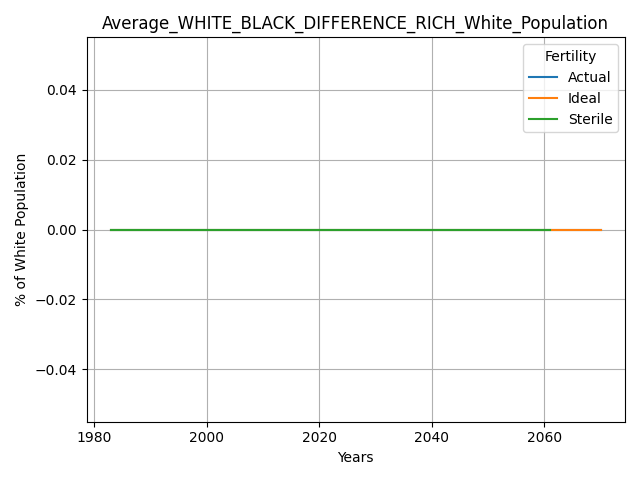 Average_WHITE_BLACK_DIFFERENCE_RICH_White_Population
Fertility
Actual
Ideal
Sterile
% of White Population
0.04
0.02
0.00
−0.02
−0.04
1980 2000 2020 2040 2060
Years